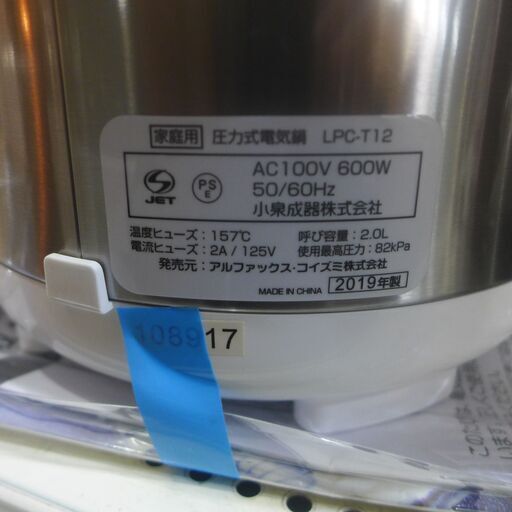 家庭用 圧力式電気鍋 LPC-T12
JET
PS
E
AC100V 600W
50/60Hz
小泉成器株式会社
温度ヒューズ：157℃ 呼び容量：2.0L
電流ヒューズ：2A / 125V 使用最高圧力：82kPa
発売元：アルファックス・コイズミ株式会社
MADE IN CHINA 2019年製
108917